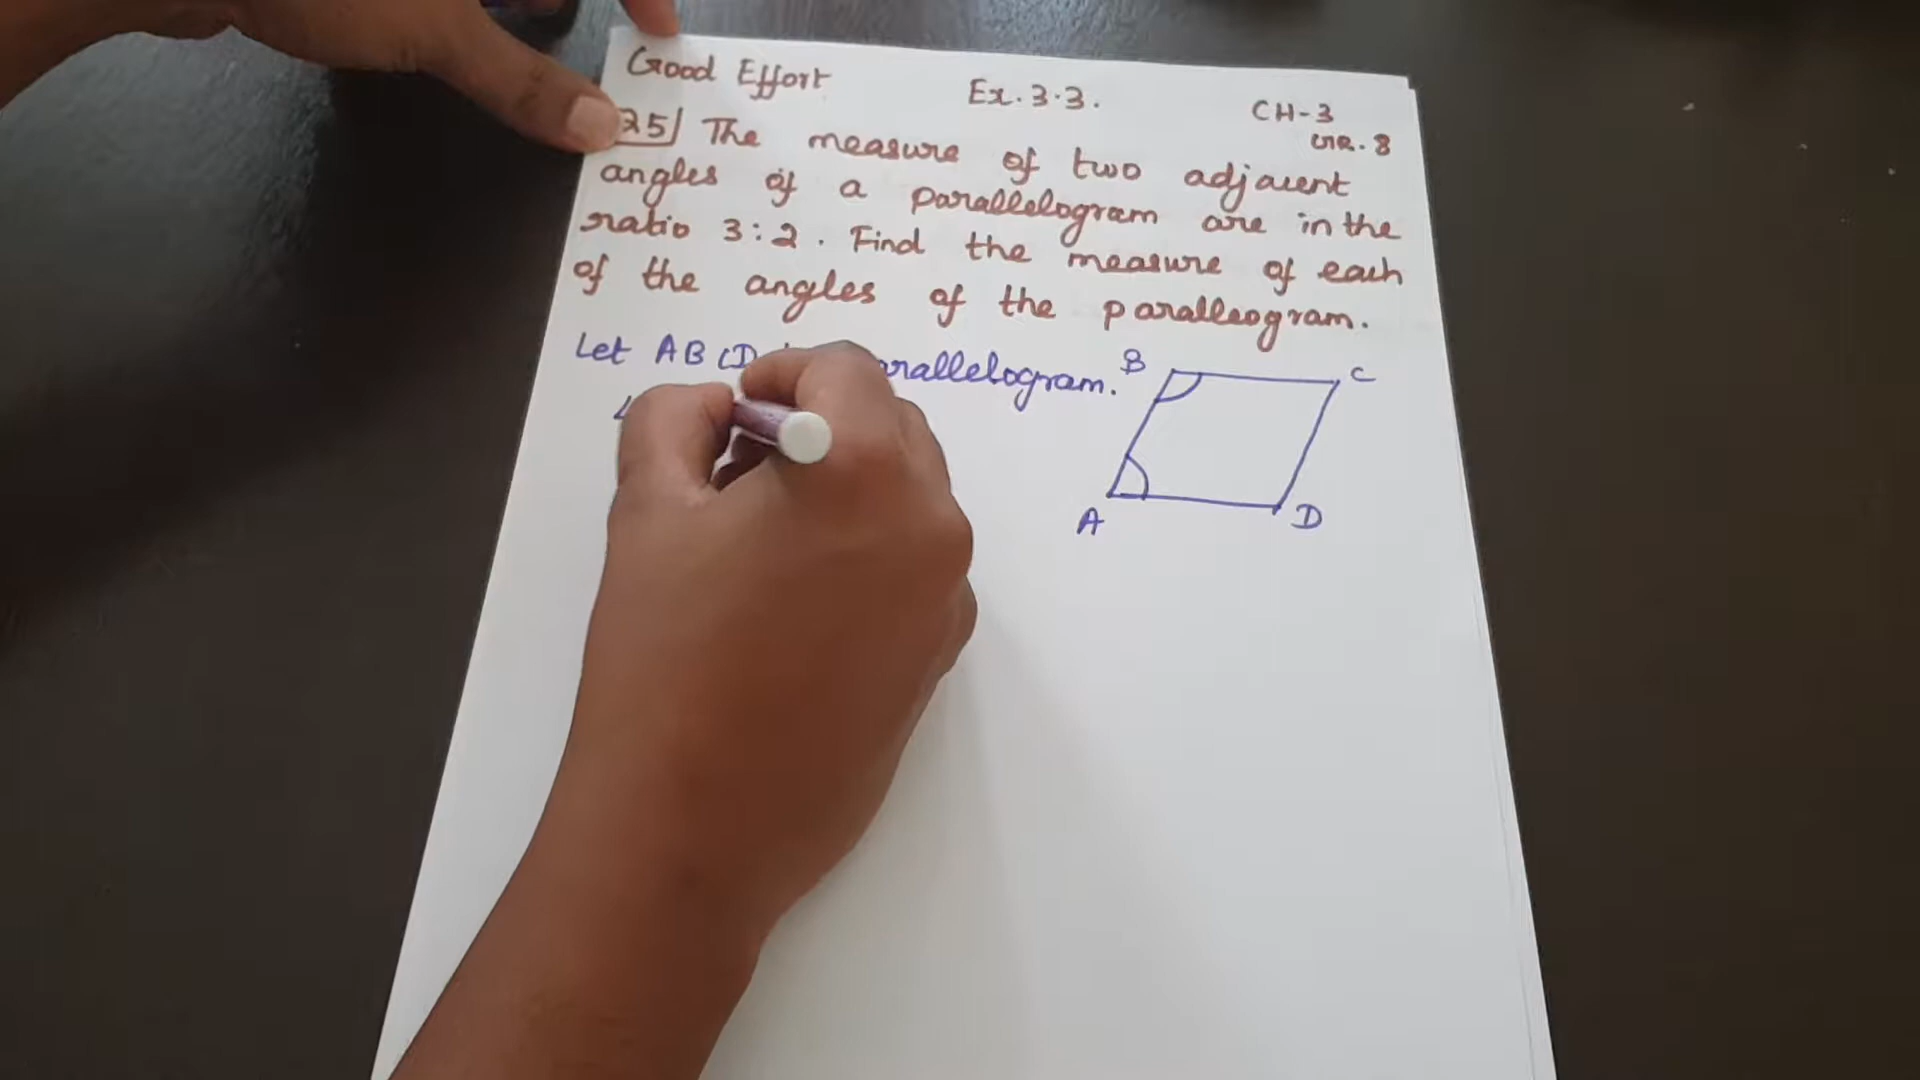 Good Effort
Ex. 3.3.
CH-3
GR. 8
25 The measure of two adjacent
angles of a parallelogram are in the
ratio 3:2. Find the measure of each
of the angles of the paralleogram.
Let ABCD
parallelogram.
B
C
A
D